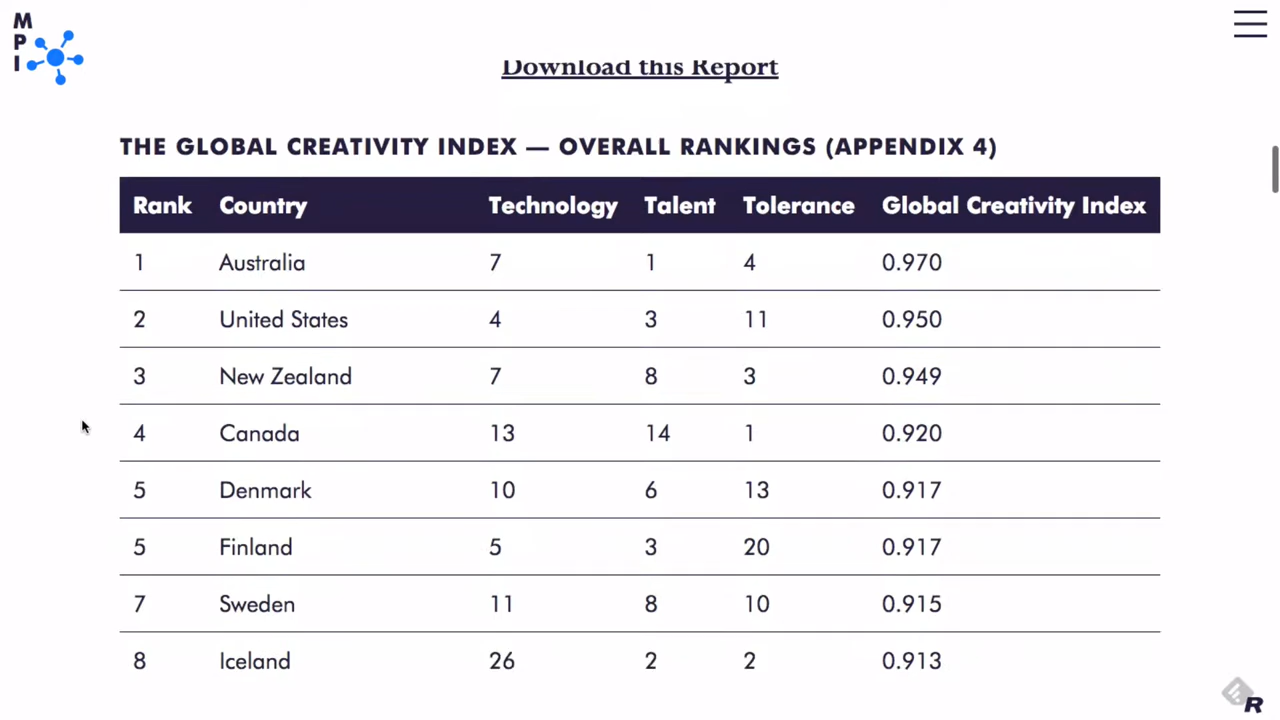 M
P
I
Download this Report
THE GLOBAL CREATIVITY INDEX — OVERALL RANKINGS (APPENDIX 4)
Rank Country Technology Talent Tolerance Global Creativity Index
1 Australia 7 1 4 0.970
2 United States 4 3 11 0.950
3 New Zealand 7 8 3 0.949
4 Canada 13 14 1 0.920
5 Denmark 10 6 13 0.917
5 Finland 5 3 20 0.917
7 Sweden 11 8 10 0.915
8 Iceland 26 2 2 0.913
R